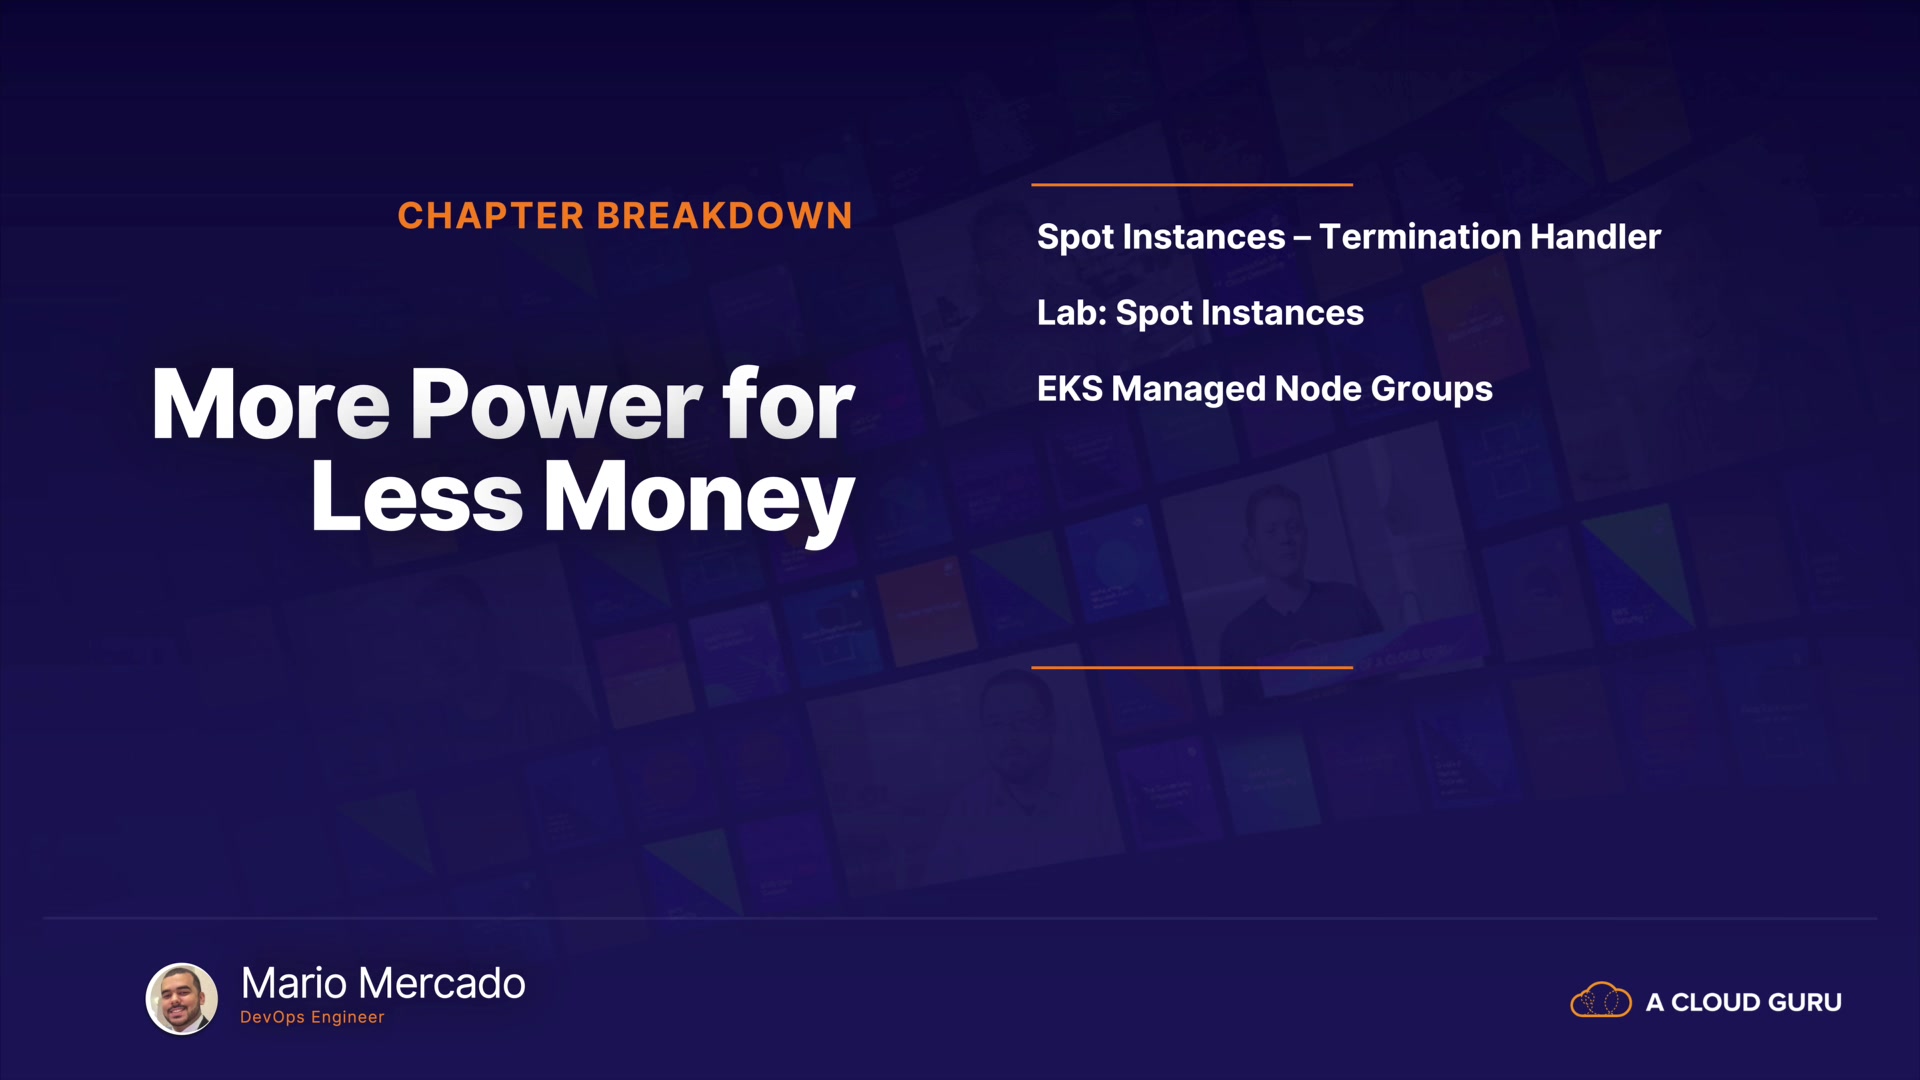 CHAPTER BREAKDOWN
More Power for
Less Money
Spot Instances – Termination Handler
Lab: Spot Instances
EKS Managed Node Groups
Mario Mercado
DevOps Engineer
A CLOUD GURU